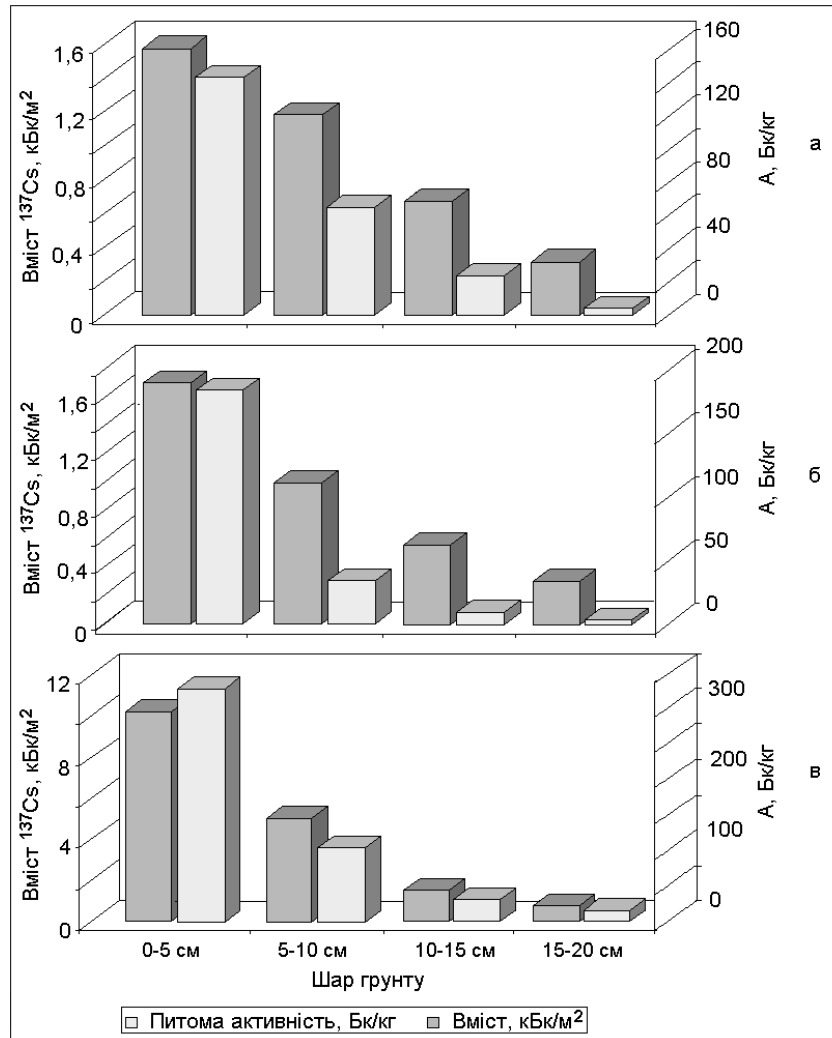 Вміст ¹³⁷Cs, кБк/м²
1,6
1,2
0,8
0,4
0
160
120
80
40
0
А, Бк/кг
а
Вміст ¹³⁷Cs, кБк/м²
1,6
1,2
0,8
0,4
0
200
150
100
50
0
А, Бк/кг
б
Вміст ¹³⁷Cs, кБк/м²
12
8
4
0
300
200
100
0
А, Бк/кг
в
0-5 см 5-10 см 10-15 см 15-20 см
Шар грунту
Питома активність, Бк/кг Вміст, кБк/м²